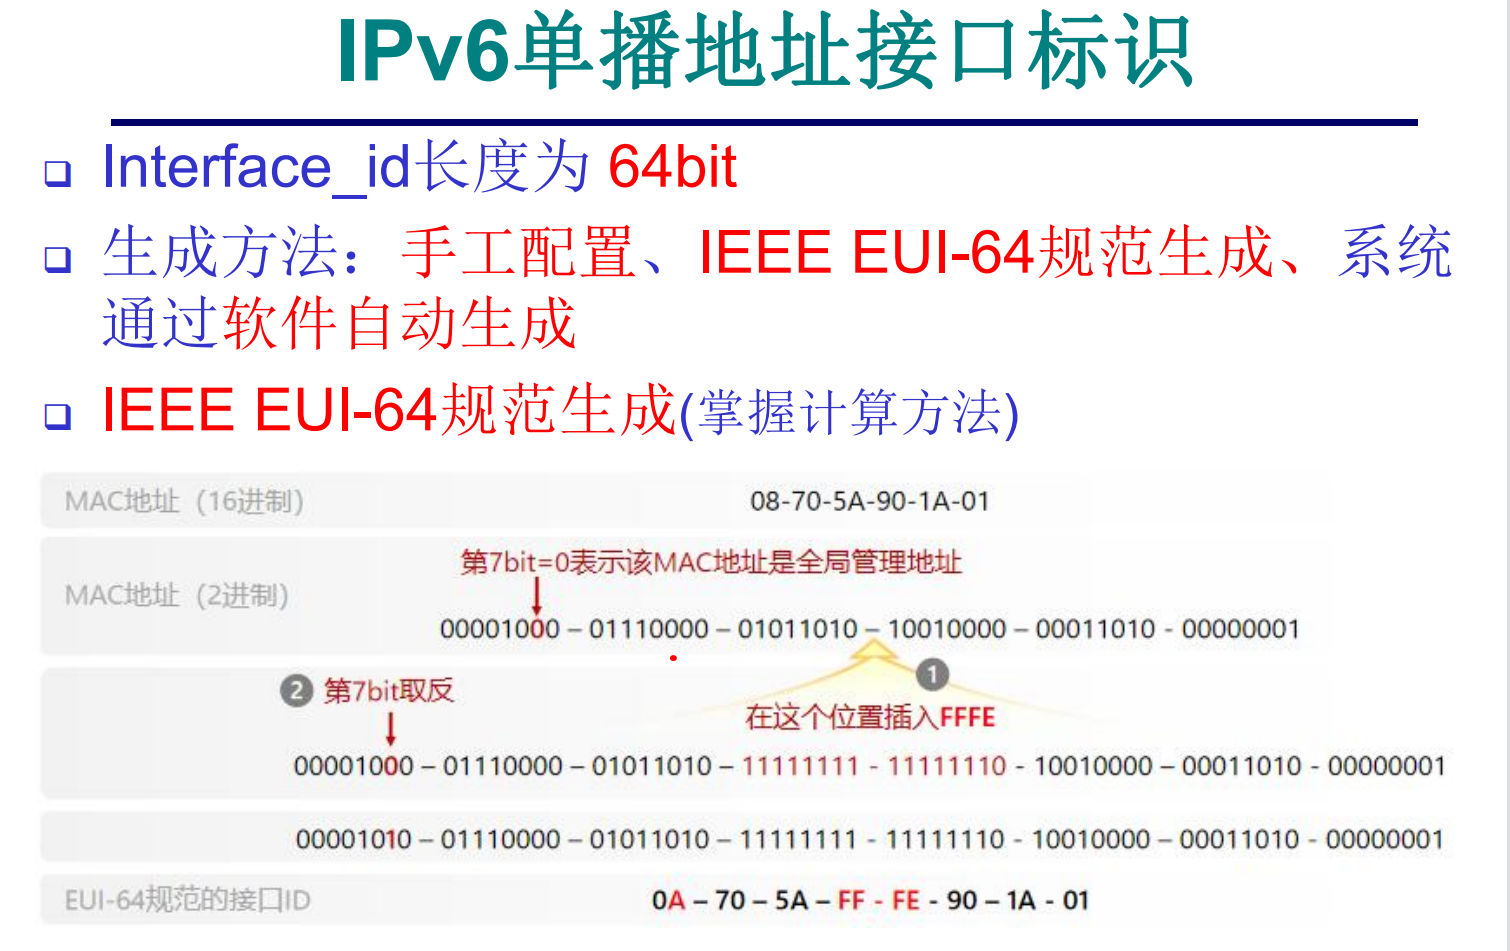 IPv6单播地址接口标识
Interface_id长度为 64bit
生成方法：手工配置、IEEE EUI-64规范生成、系统
通过软件自动生成
IEEE EUI-64规范生成(掌握计算方法)
MAC地址（16进制） 08-70-5A-90-1A-01
第7bit=0表示该MAC地址是全局管理地址
MAC地址（2进制）
00001000 – 01110000 – 01011010 – 10010000 – 00011010 - 00000001
1
2 第7bit取反
在这个位置插入FFFE
00001000 – 01110000 – 01011010 – 11111111 - 11111110 - 10010000 – 00011010 - 00000001
00001010 – 01110000 – 01011010 – 11111111 - 11111110 - 10010000 – 00011010 - 00000001
EUI-64规范的接口ID 0A – 70 – 5A – FF - FE - 90 – 1A - 01